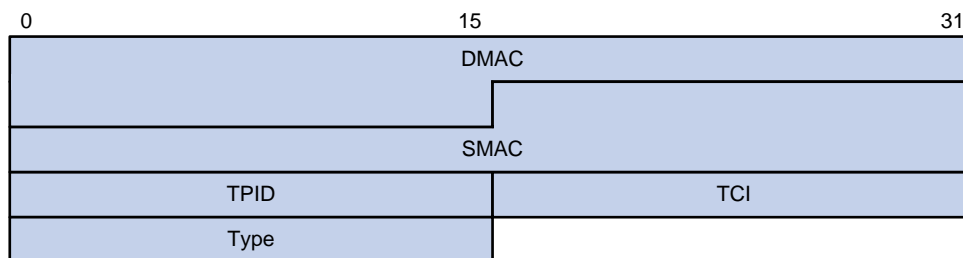 0 15 31
DMAC
SMAC
TPID TCI
Type